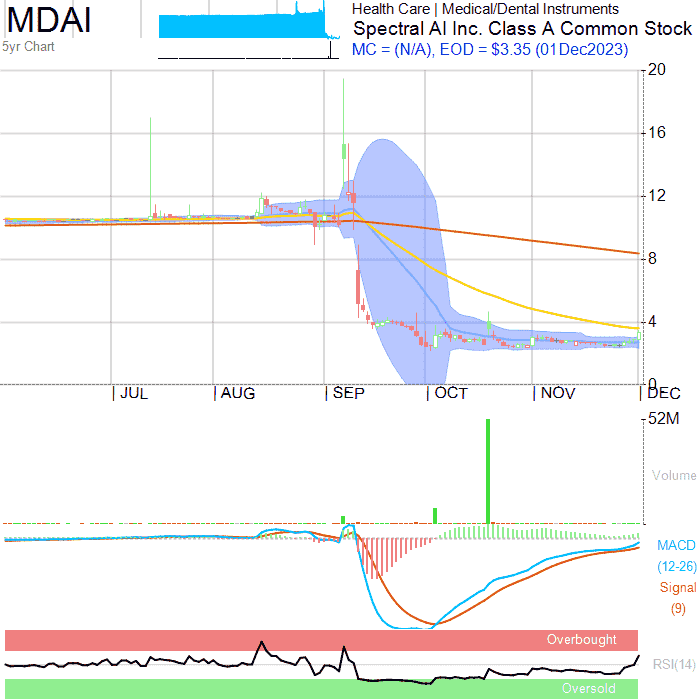 MDAI
Health Care | Medical/Dental Instruments
Spectral AI Inc. Class A Common Stock
5yr Chart
MC = (N/A), EOD = $3.35 (01Dec2023)
20
16
12
8
4
0
JUL
AUG
SEP
OCT
NOV
DEC
52M
Volume
MACD
(12-26)
Signal
(9)
Overbought
RSI(14)
Oversold